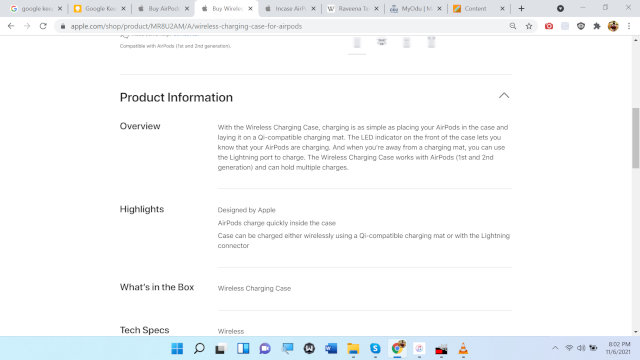 google keep
Google Keep
Buy AirPods
Buy Wireless
Incase AirP
Raveena Ta
MyOdu | M
Content
apple.com/shop/product/MR8U2AM/A/wireless-charging-case-for-airpods
Compatible with AirPods (1st and 2nd generation).
Product Information
Overview
With the Wireless Charging Case, charging is as simple as placing your AirPods in the case and
laying it on a Qi-compatible charging mat. The LED indicator on the front of the case lets you
know that your AirPods are charging. And when you're away from a charging mat, you can use
the Lightning port to charge. The Wireless Charging Case works with AirPods (1st and 2nd
generation) and can hold multiple charges.
Highlights
Designed by Apple
AirPods charge quickly inside the case
Case can be charged either wirelessly using a Qi-compatible charging mat or with the Lightning
connector
What's in the Box
Wireless Charging Case
Tech Specs
Wireless
8:02 PM
11/6/2021